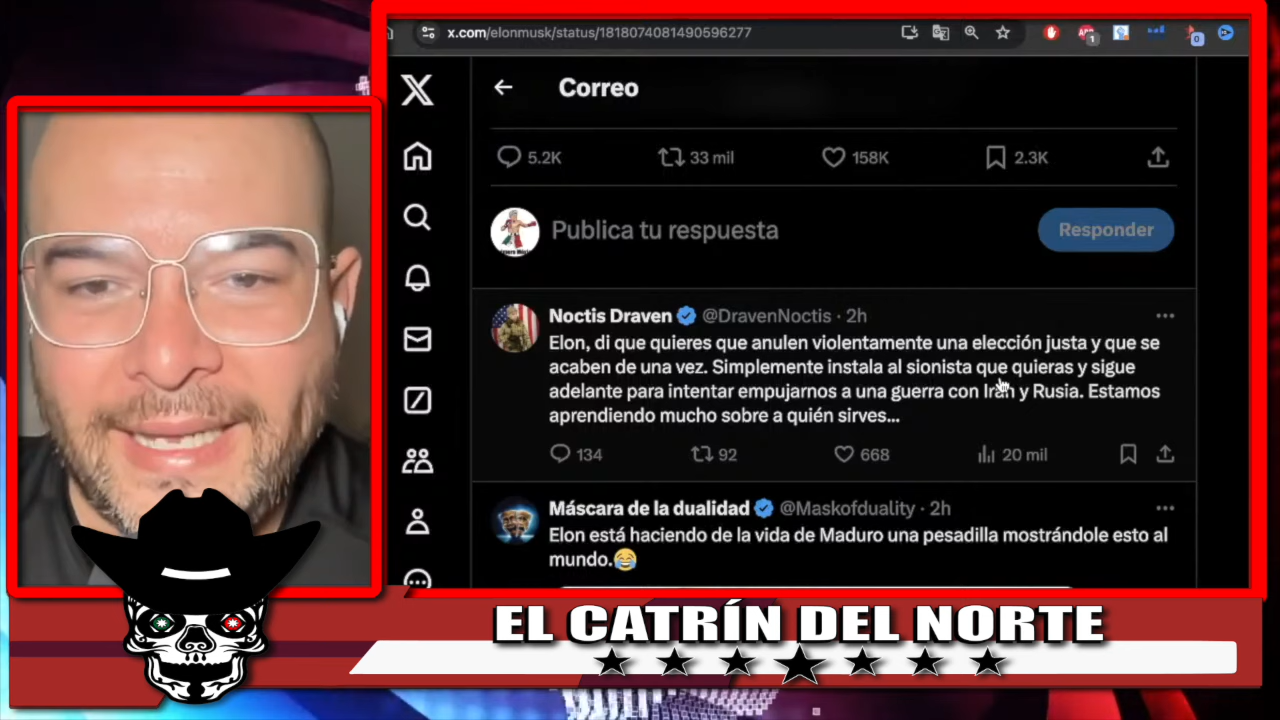 x.com/elonmusk/status/1818074081490596277
Correo
5.2K 33 mil 158K 2.3K
Publica tu respuesta
Responder
Noctis Draven @DravenNoctis · 2h
Elon, di que quieres que anulen violentamente una elección justa y que se
acaben de una vez. Simplemente instala al sionista que quieras y sigue
adelante para intentar empujarnos a una guerra con Irán y Rusia. Estamos
aprendiendo mucho sobre a quién sirves...
134 92 668 20 mil
Máscara de la dualidad @Maskofduality · 2h
Elon está haciendo de la vida de Maduro una pesadilla mostrándole esto al
mundo.😂
EL CATRÍN DEL NORTE